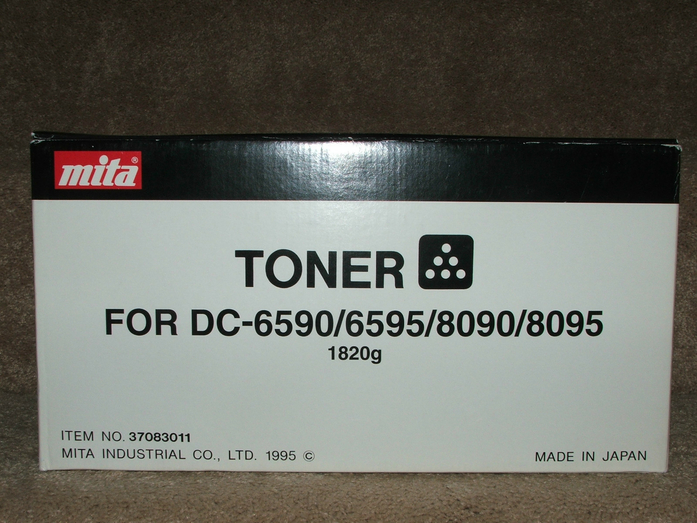 mita®
TONER
FOR DC-6590/6595/8090/8095
1820g
ITEM NO. 37083011
MITA INDUSTRIAL CO., LTD. 1995 ©
MADE IN JAPAN